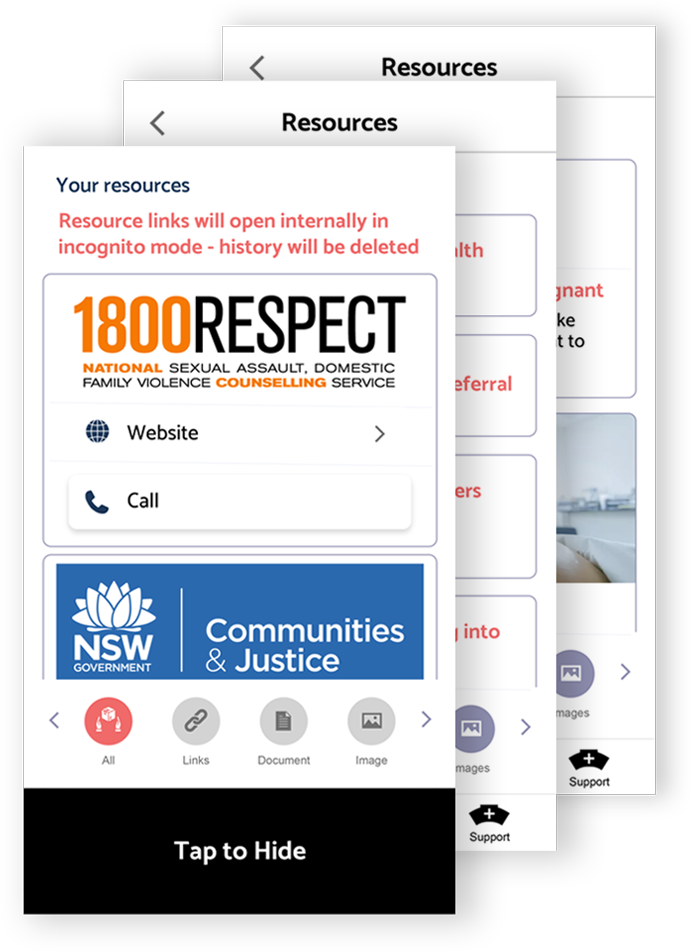 Resources
Resources
Your resources
Resource links will open internally in
incognito mode - history will be deleted
1800RESPECT
NATIONAL SEXUAL ASSAULT, DOMESTIC
FAMILY VIOLENCE COUNSELLING SERVICE
Website
Call
NSW
GOVERNMENT
Communities
& Justice
All
Links
Document
Image
Tap to Hide
alth
eferral
ers
g into
mages
Support
gnant
ke
t to
mages
Support